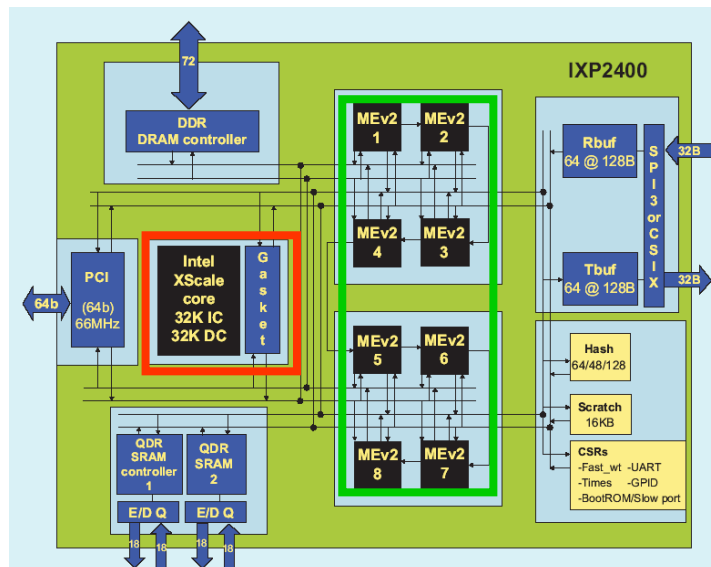 IXP2400
72
DDR
DRAM controller
MEv2
1
MEv2
2
MEv2
4
MEv2
3
Rbuf
64 @ 128B
SPI3 or CSIX
32B
Tbuf
64 @ 128B
32B
PCI
(64b)
66MHz
64b
Intel
XScale
core
32K IC
32K DC
Gasket
MEv2
5
MEv2
6
MEv2
8
MEv2
7
Hash
64/48/128
Scratch
16KB
CSRs
-Fast_wt -UART
-Times -GPID
-BootROM/Slow port
QDR
SRAM
controller
1
QDR
SRAM
2
E/D Q
E/D Q
18
18
18
18